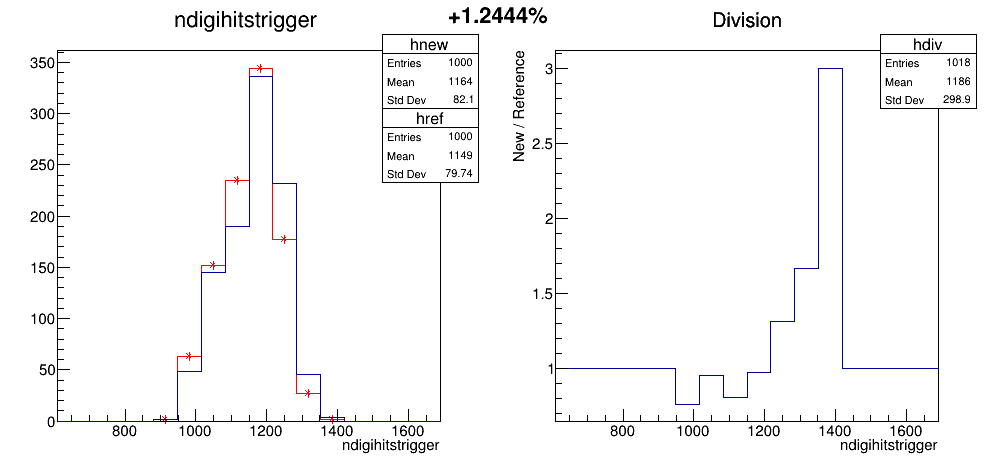 +1.2444%
ndigihitstrigger
hnew
Entries 1000
Mean 1164
Std Dev 82.1
href
Entries 1000
Mean 1149
Std Dev 79.74
350
300
250
200
150
100
50
0
800 1000 1200 1400 1600
ndigihitstrigger
Division
hdiv
Entries 1018
Mean 1186
Std Dev 298.9
New / Reference
3
2.5
2
1.5
1
800 1000 1200 1400 1600
ndigihitstrigger